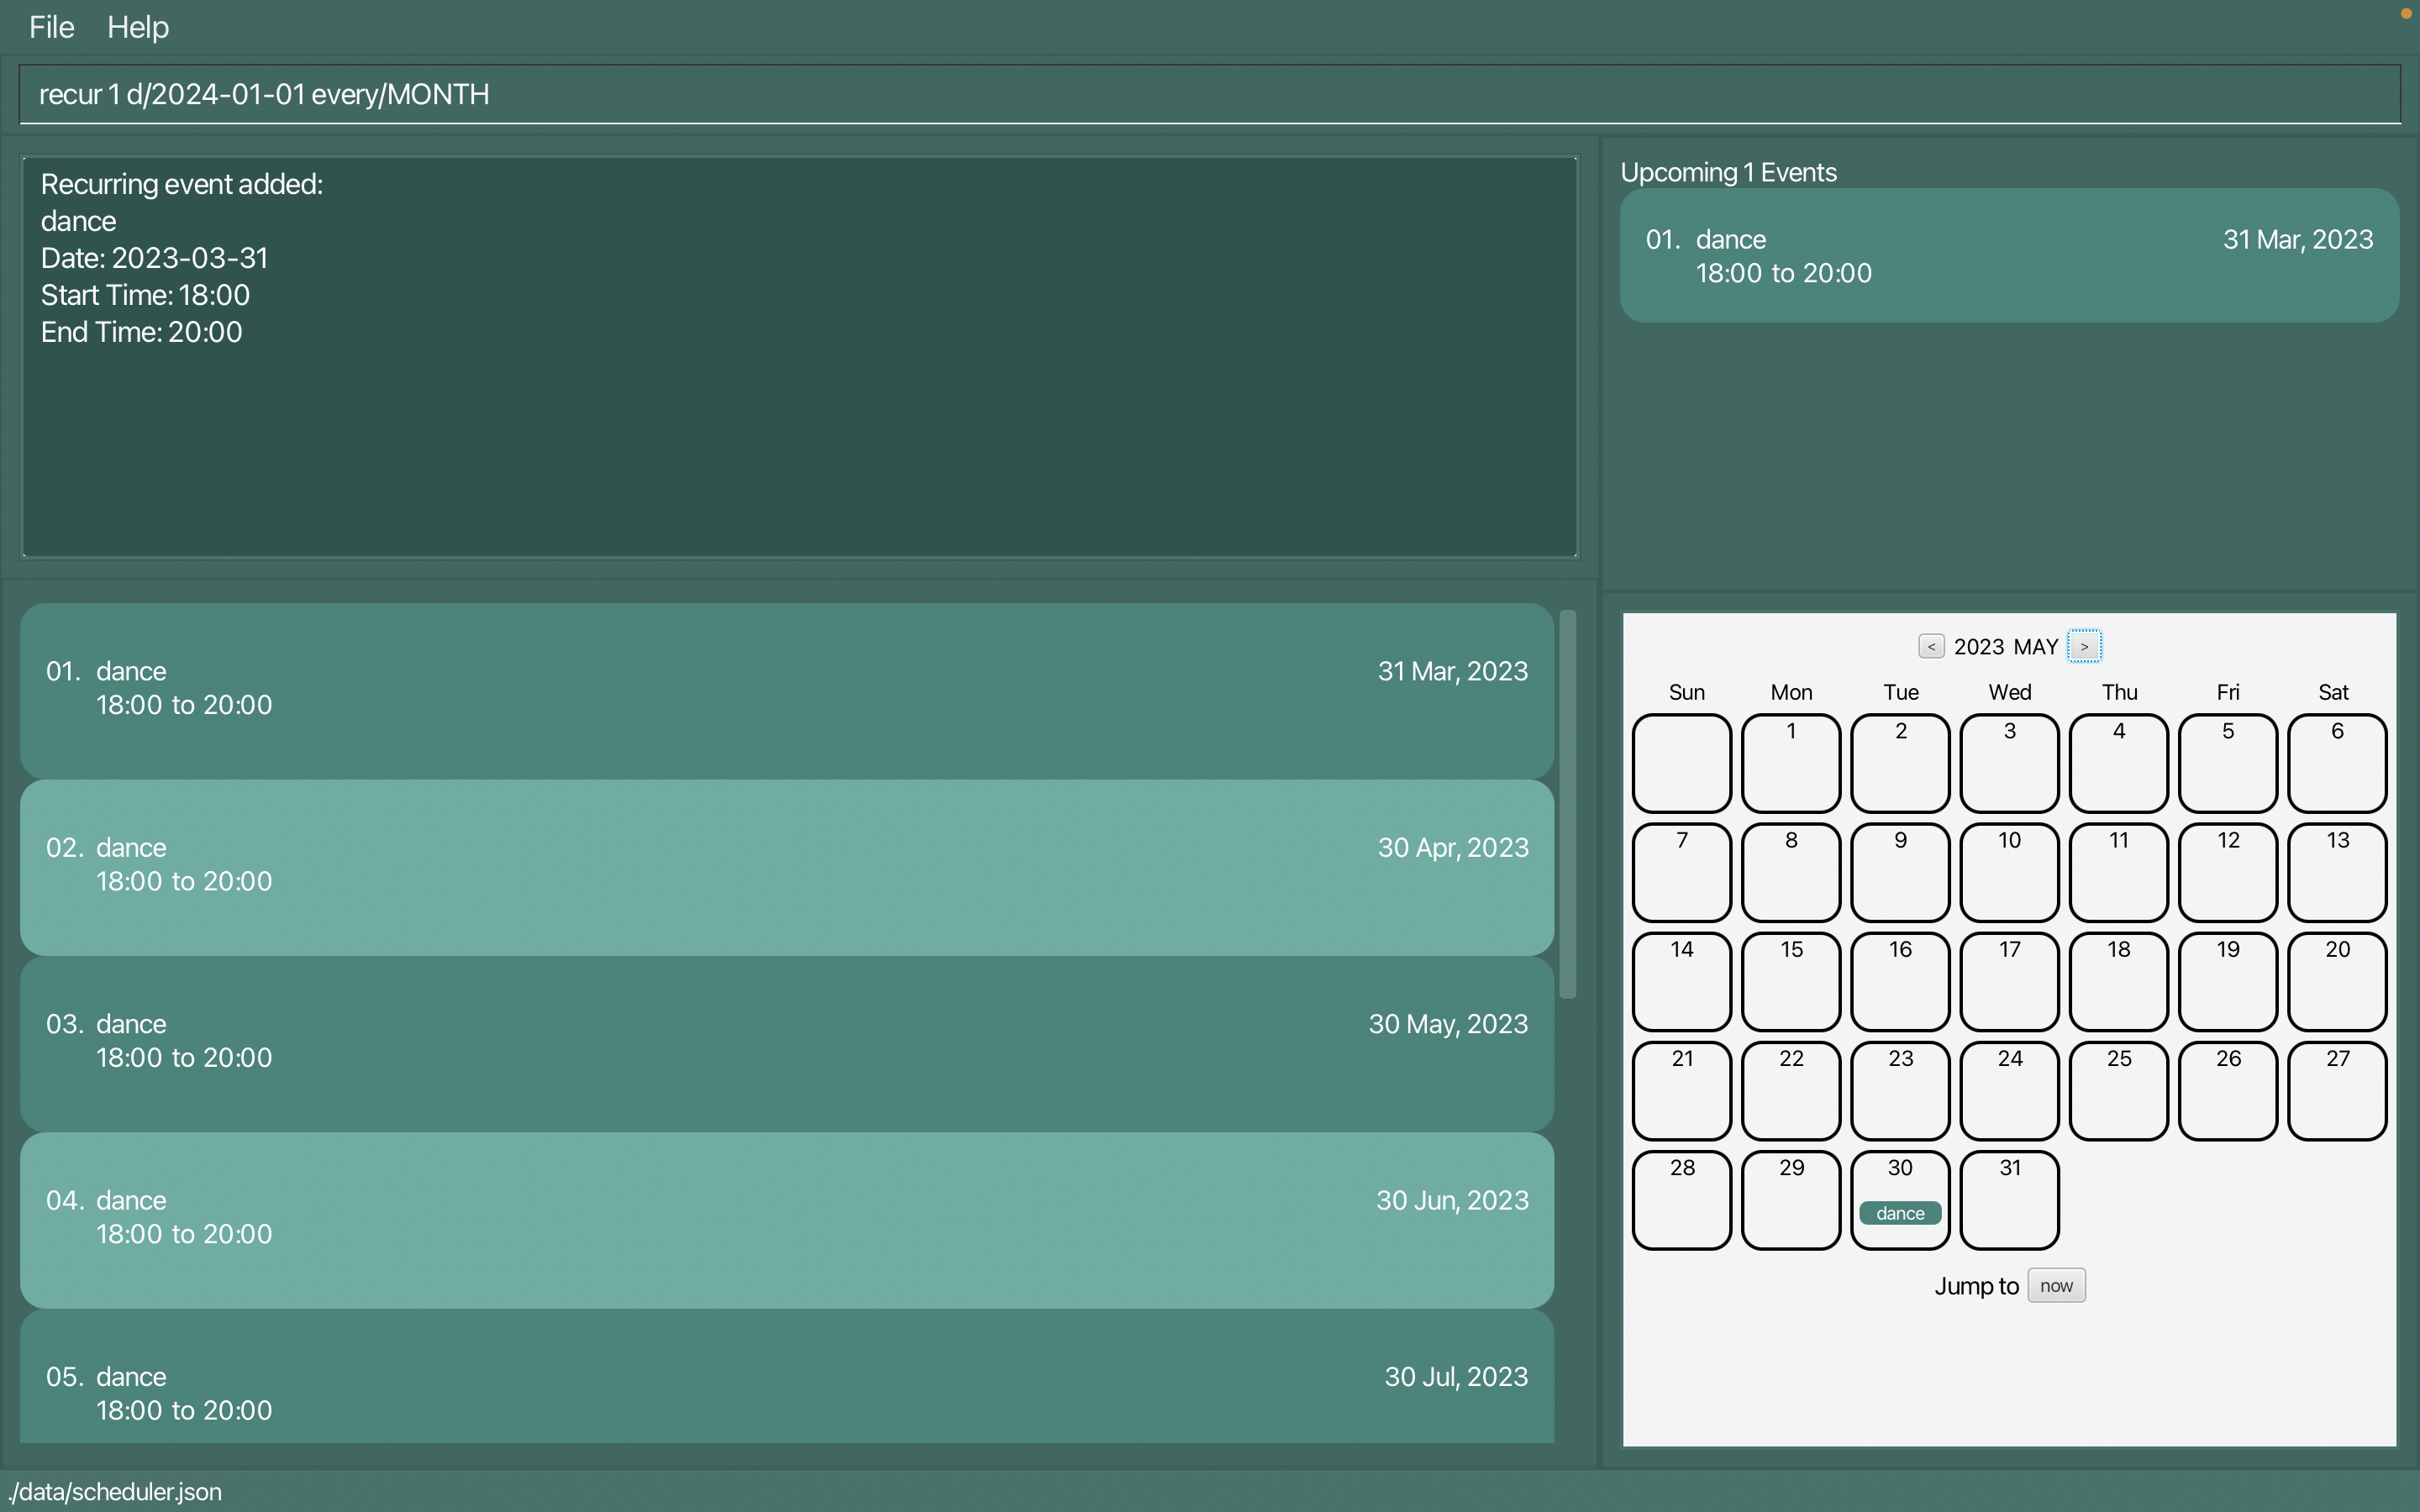 File Help
recur 1 d/2024-01-01 every/MONTH
Recurring event added:
dance
Date: 2023-03-31
Start Time: 18:00
End Time: 20:00
Upcoming 1 Events
01. dance 31 Mar, 2023
18:00 to 20:00
01. dance 31 Mar, 2023
18:00 to 20:00
02. dance 30 Apr, 2023
18:00 to 20:00
03. dance 30 May, 2023
18:00 to 20:00
04. dance 30 Jun, 2023
18:00 to 20:00
05. dance 30 Jul, 2023
18:00 to 20:00
< 2023 MAY >
Sun Mon Tue Wed Thu Fri Sat
1 2 3 4 5 6
7 8 9 10 11 12 13
14 15 16 17 18 19 20
21 22 23 24 25 26 27
28 29 30 31
dance
Jump to now
./data/scheduler.json